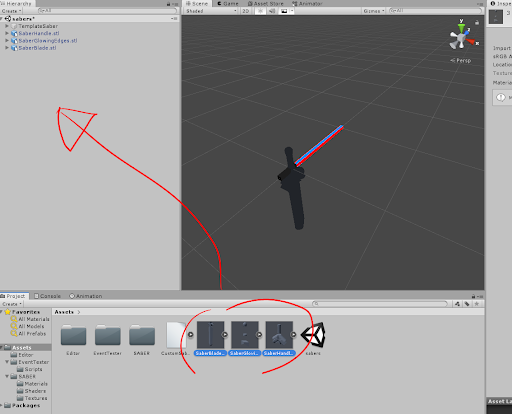 Hierarchy
Create
All
sabers*
TemplateSaber
SaberHandle.stl
SaberGlowingEdges.stl
SaberBlade.stl
Scene
Game
Asset Store
Animator
Shaded
2D
Gizmos
All
y
x
Persp
Inspe
3
Import
sRGB A
Locatio
Textur
Project
Console
Animation
Create
Favorites
All Materials
All Models
All Prefabs
Assets
Editor
EventTester
Scripts
SABER
Materials
Shaders
Textures
Packages
Assets
Editor
EventTester
SABER
CustomSab
SaberBlade...
SaberGlowi...
SaberHandl...
sabers
Asset La